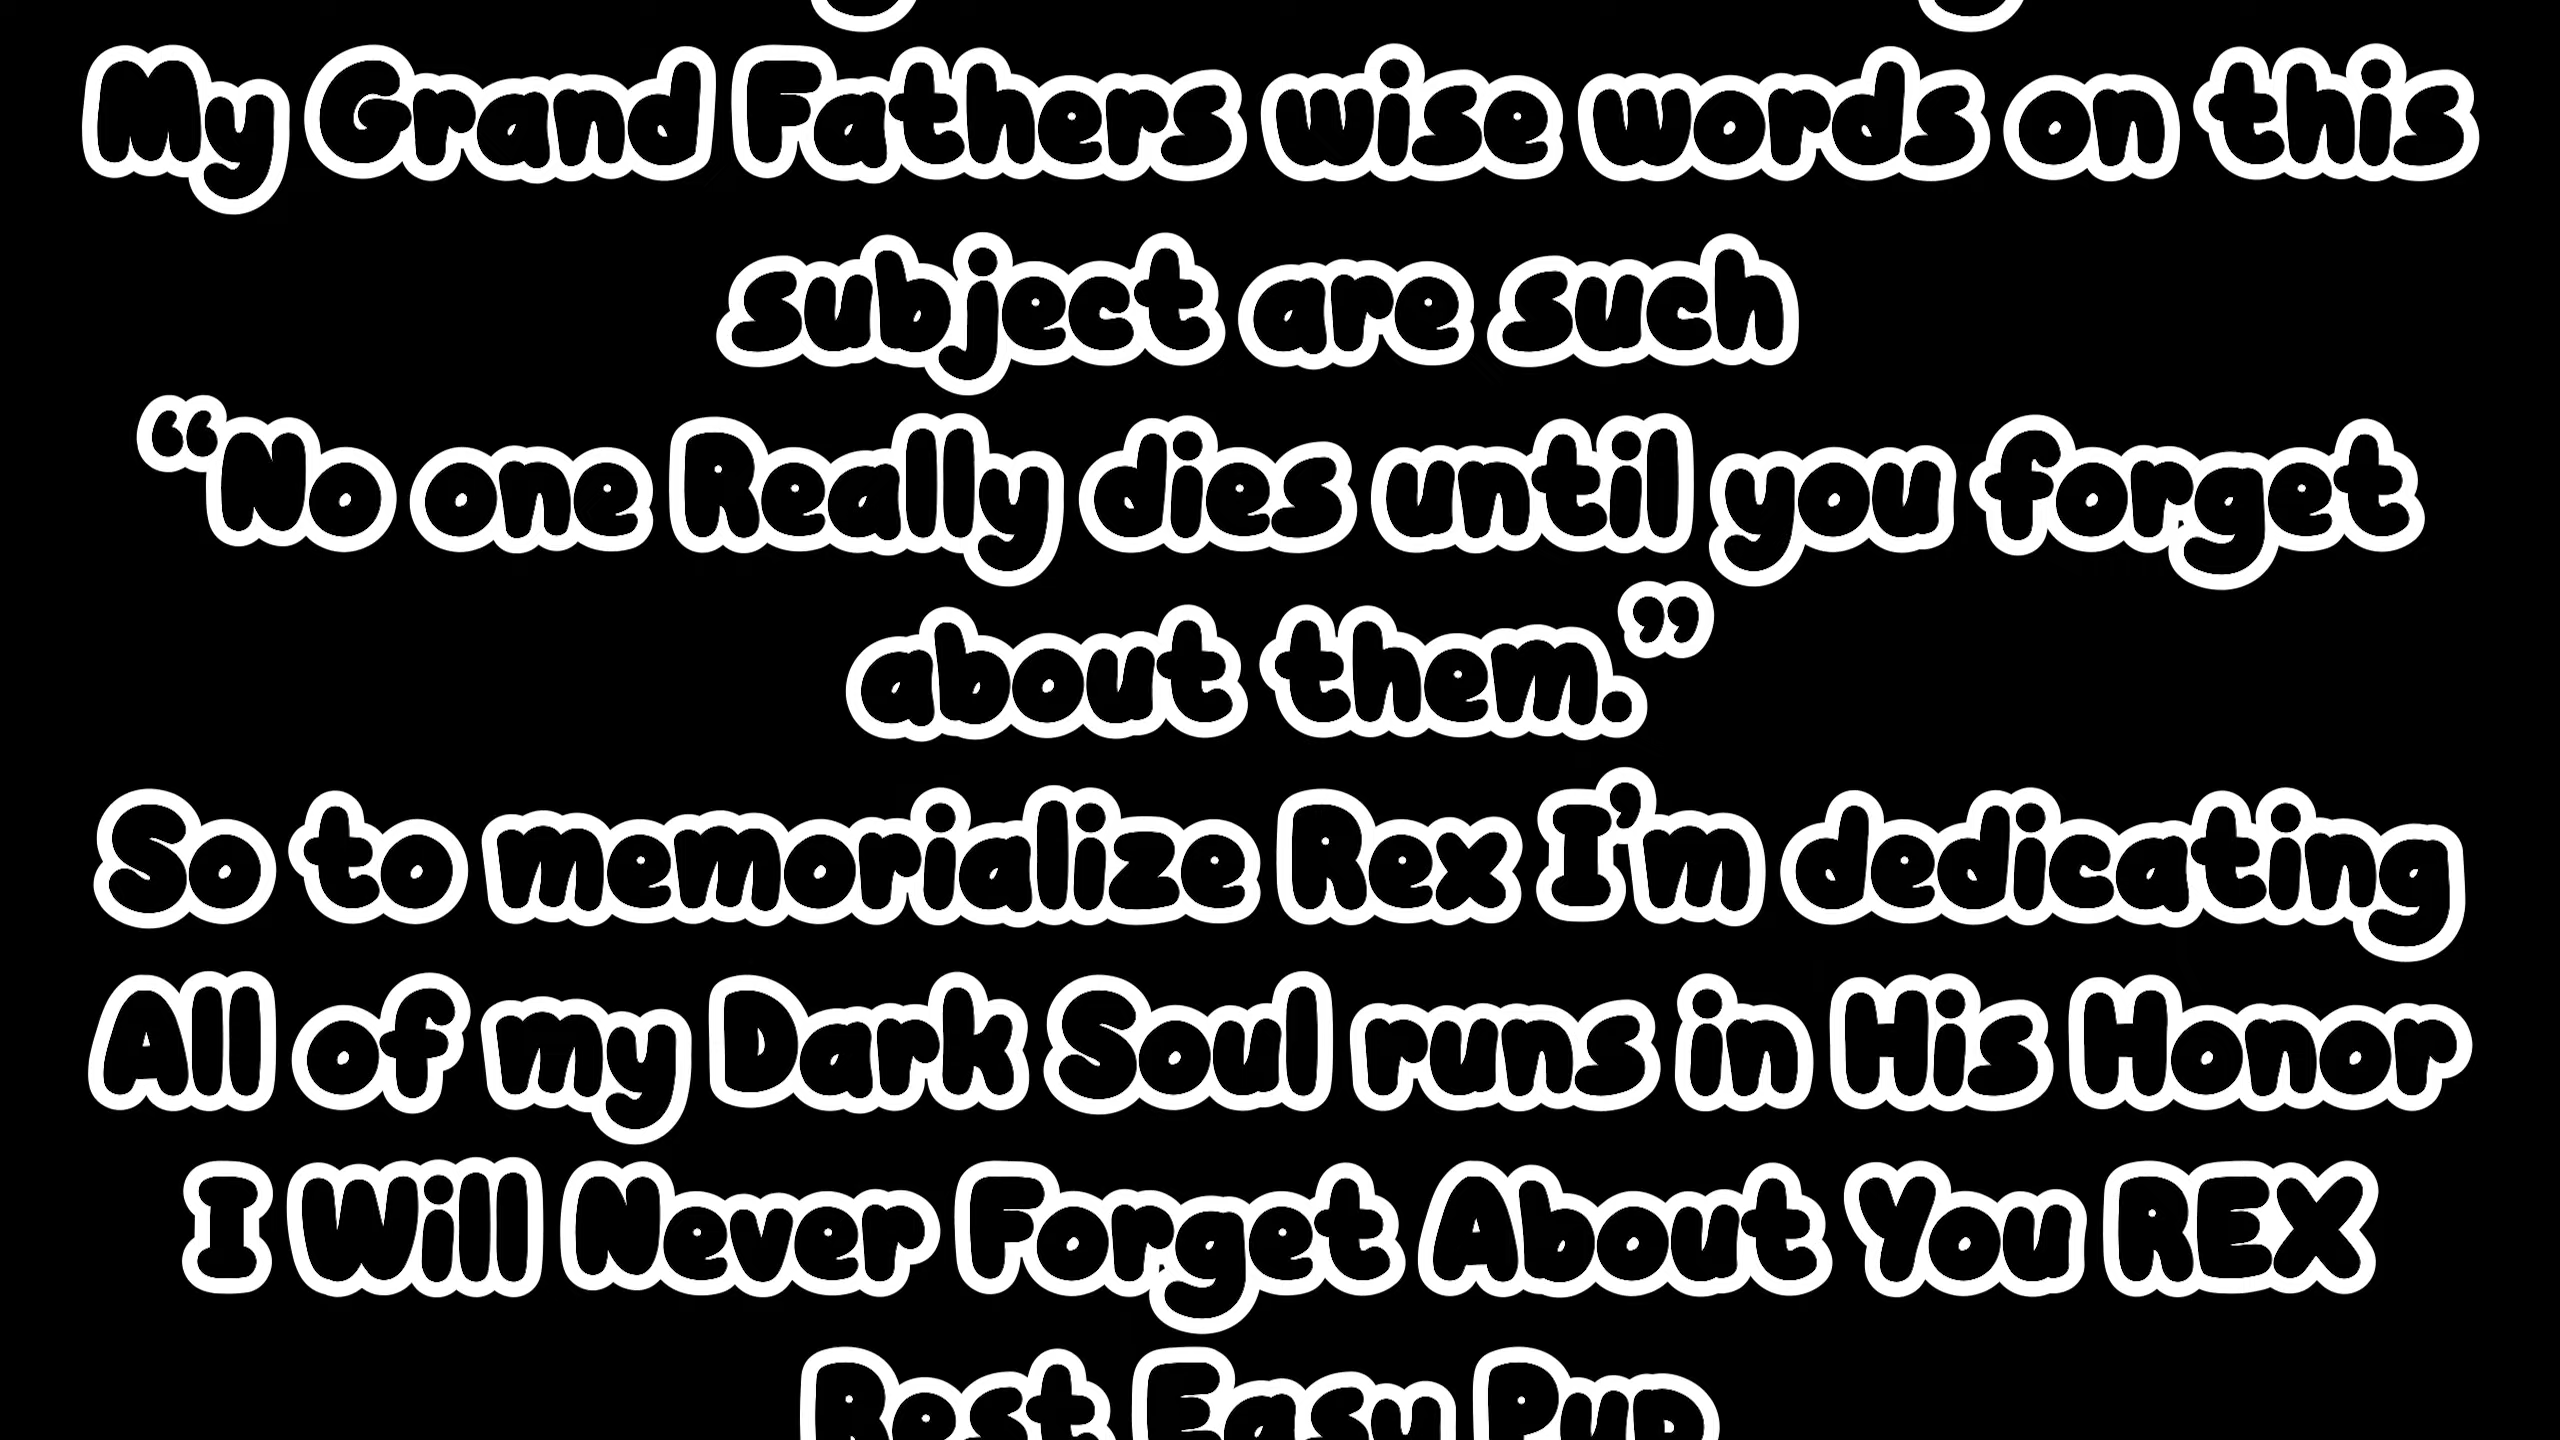 My Grand Fathers wise words on this
subject are such
“No one Really dies until you forget
about them.”
So to memorialize Rex I’m dedicating
All of my Dark Soul runs in His Honor
I Will Never Forget About You REX
Rest Easy Pup